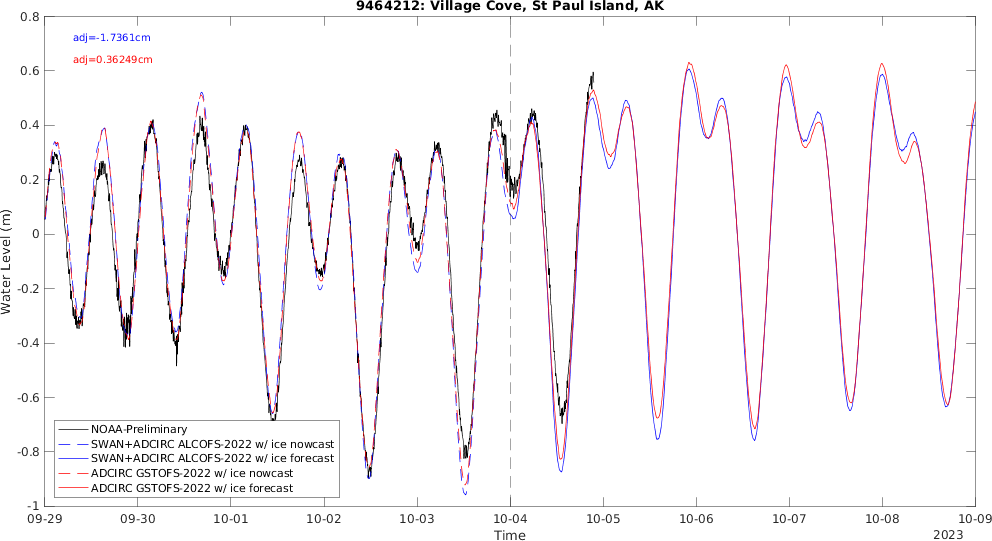 9464212: Village Cove, St Paul Island, AK
adj=-1.7361cm
adj=0.36249cm
0.8
0.6
0.4
0.2
0
-0.2
-0.4
-0.6
-0.8
-1
Water Level (m)
NOAA-Preliminary
SWAN+ADCIRC ALCOFS-2022 w/ ice nowcast
SWAN+ADCIRC ALCOFS-2022 w/ ice forecast
ADCIRC GSTOFS-2022 w/ ice nowcast
ADCIRC GSTOFS-2022 w/ ice forecast
09-29 09-30 10-01 10-02 10-03 10-04 10-05 10-06 10-07 10-08 10-09
Time
2023